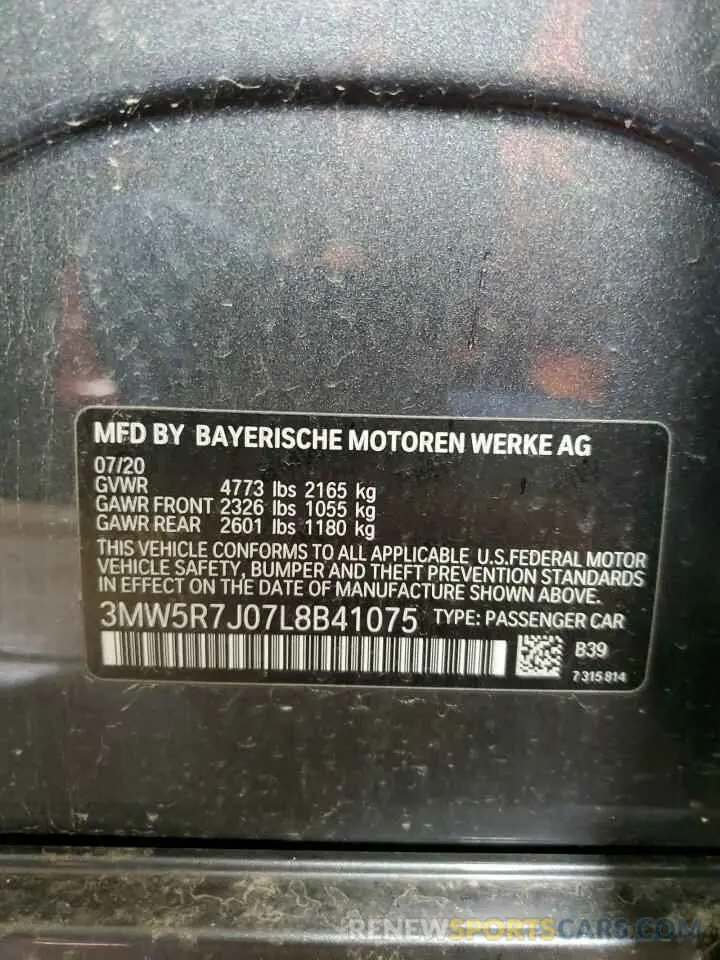 MFD BY BAYERISCHE MOTOREN WERKE AG
07/20
GVWR 4773 lbs 2165 kg
GAWR FRONT 2326 lbs 1055 kg
GAWR REAR 2601 lbs 1180 kg
THIS VEHICLE CONFORMS TO ALL APPLICABLE U.S.FEDERAL MOTOR
VEHICLE SAFETY, BUMPER AND THEFT PREVENTION STANDARDS
IN EFFECT ON THE DATE OF MANUFACTURE SHOWN ABOVE.
3MW5R7J07L8B41075 TYPE: PASSENGER CAR
B39
7 315 814
RENEWSPORTSCARS.COM